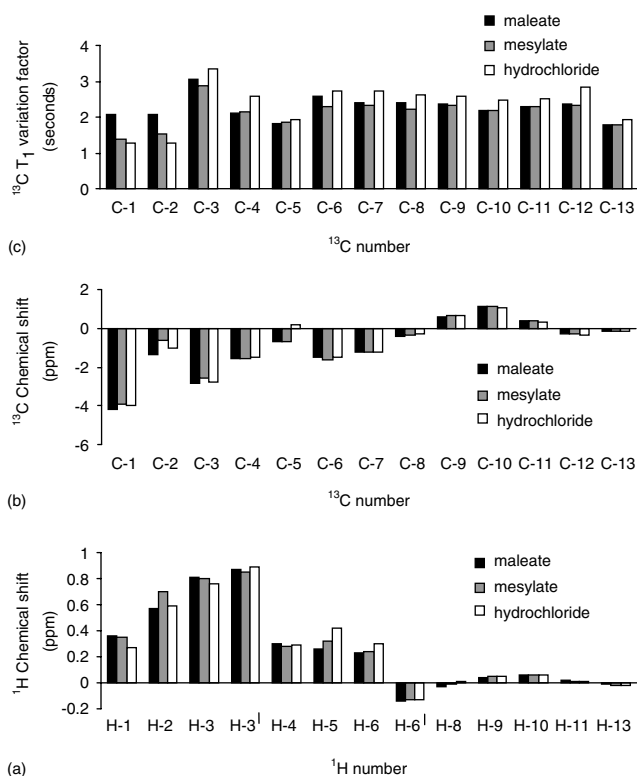 maleate
mesylate
hydrochloride
¹³C T₁ variation factor
(seconds)
4
3
2
1
0
C-1 C-2 C-3 C-4 C-5 C-6 C-7 C-8 C-9 C-10 C-11 C-12 C-13
(c)
¹³C number
¹³C Chemical shift
(ppm)
2
0
-2
-4
-6
maleate
mesylate
hydrochloride
C-1 C-2 C-3 C-4 C-5 C-6 C-7 C-8 C-9 C-10 C-11 C-12 C-13
(b)
¹³C number
¹H Chemical shift
(ppm)
1
0.8
0.6
0.4
0.2
0
-0.2
maleate
mesylate
hydrochloride
H-1 H-2 H-3 H-3ˡ H-4 H-5 H-6 H-6ˡ H-8 H-9 H-10 H-11 H-13
(a)
¹H number